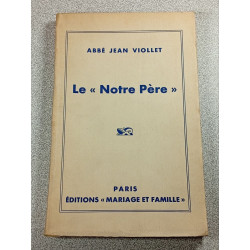 ABBÉ JEAN VIOLLET
Le « Notre Père »
PARIS
ÉDITIONS « MARIAGE ET FAMILLE »